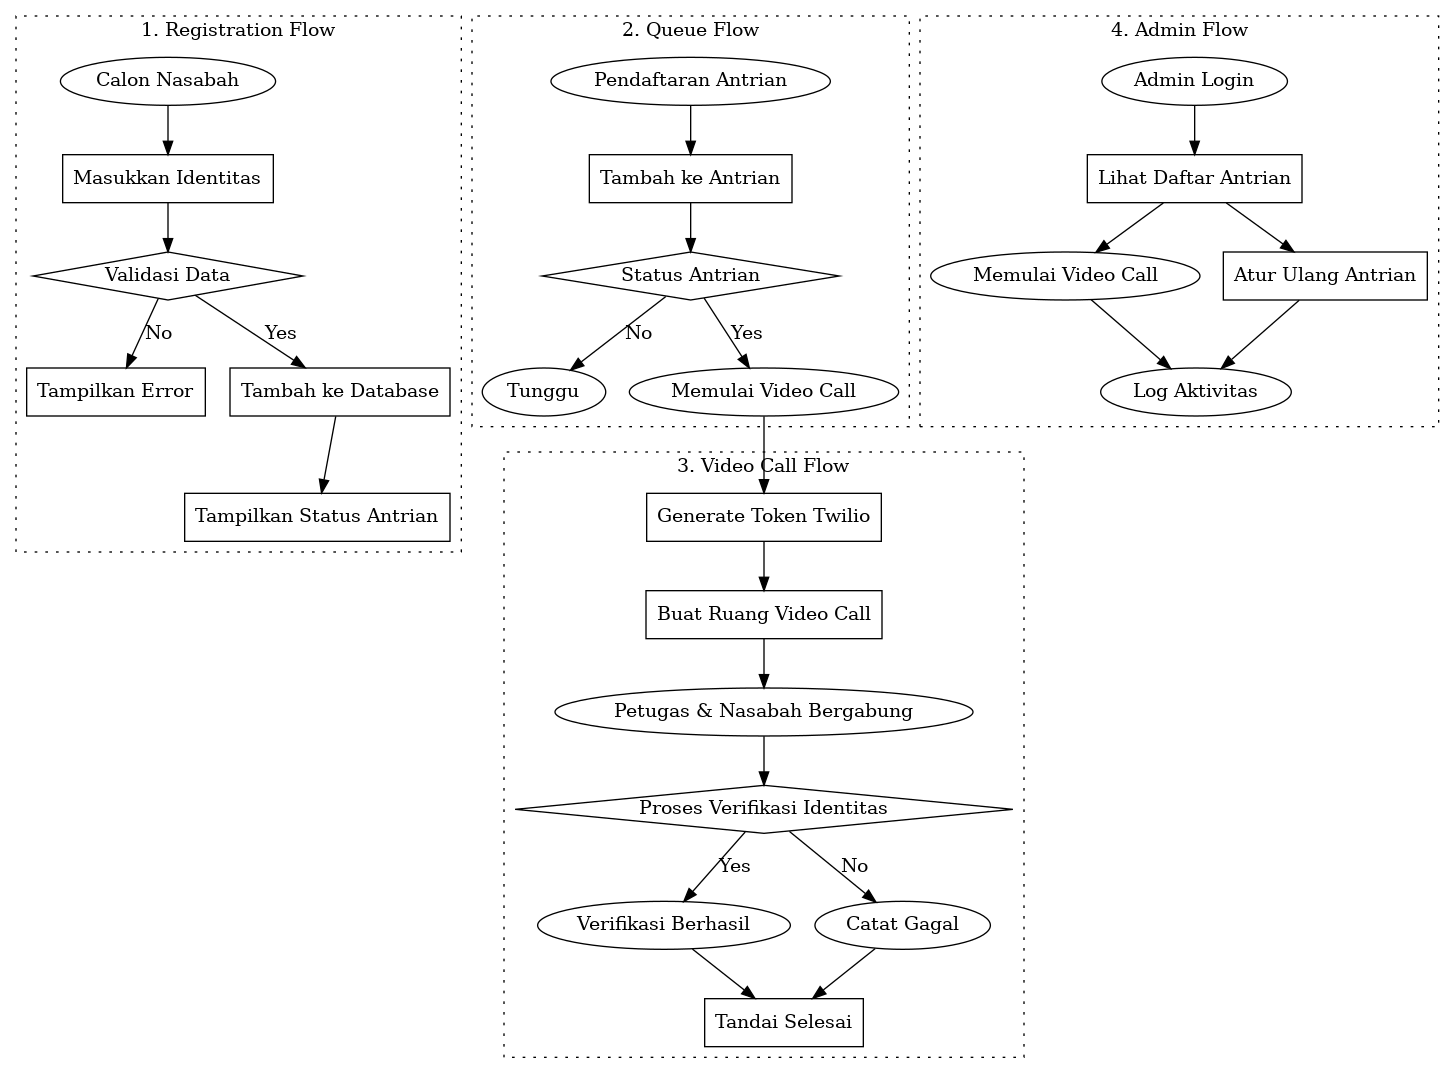 1. Registration Flow
Calon Nasabah
Masukkan Identitas
Validasi Data
No
Yes
Tampilkan Error
Tambah ke Database
Tampilkan Status Antrian
2. Queue Flow
Pendaftaran Antrian
Tambah ke Antrian
Status Antrian
No
Yes
Tunggu
Memulai Video Call
3. Video Call Flow
Generate Token Twilio
Buat Ruang Video Call
Petugas & Nasabah Bergabung
Proses Verifikasi Identitas
Yes
No
Verifikasi Berhasil
Catat Gagal
Tandai Selesai
4. Admin Flow
Admin Login
Lihat Daftar Antrian
Memulai Video Call
Atur Ulang Antrian
Log Aktivitas